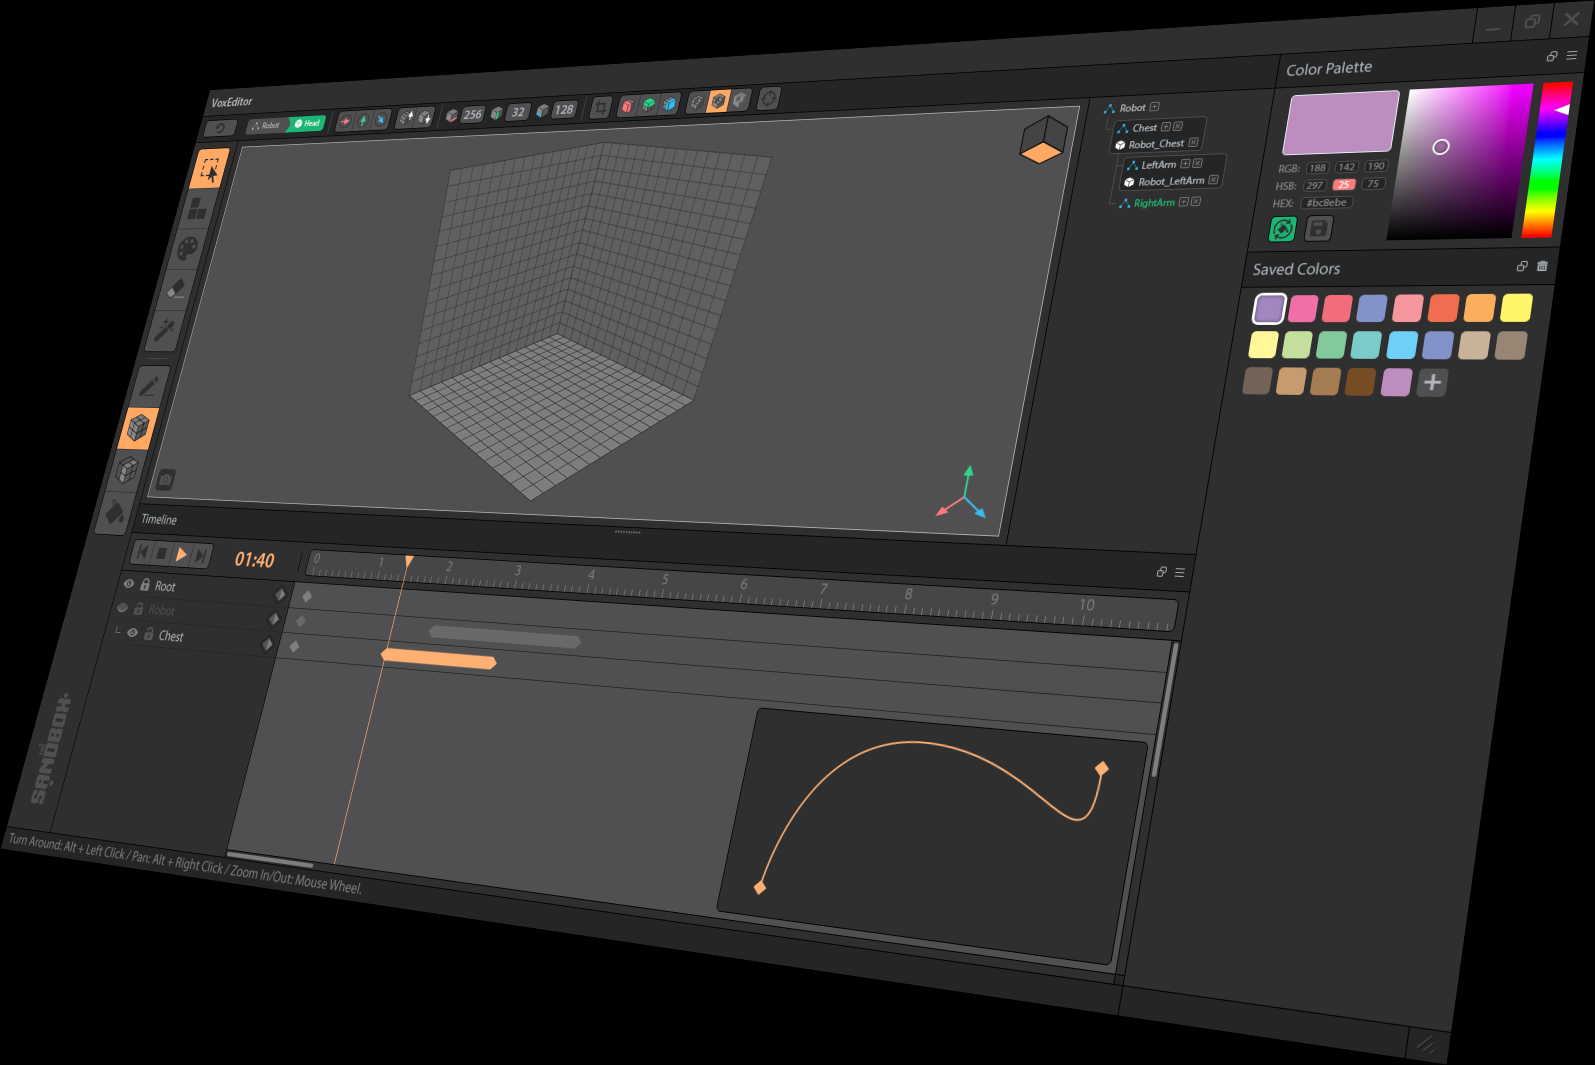 VoxEditor
Robot
Head
256
32
128
Robot
Chest
Robot_Chest
LeftArm
Robot_LeftArm
RightArm
Color Palette
RGB: 188 142 190
HSB: 297 25 75
HEX: #bc8ebe
Saved Colors
Timeline
01:40
0 1 2 3 4 5 6 7 8 9 10
Root
Robot
Chest
THE
SANDBOX
Turn Around: Alt + Left Click / Pan: Alt + Right Click / Zoom In/Out: Mouse Wheel.